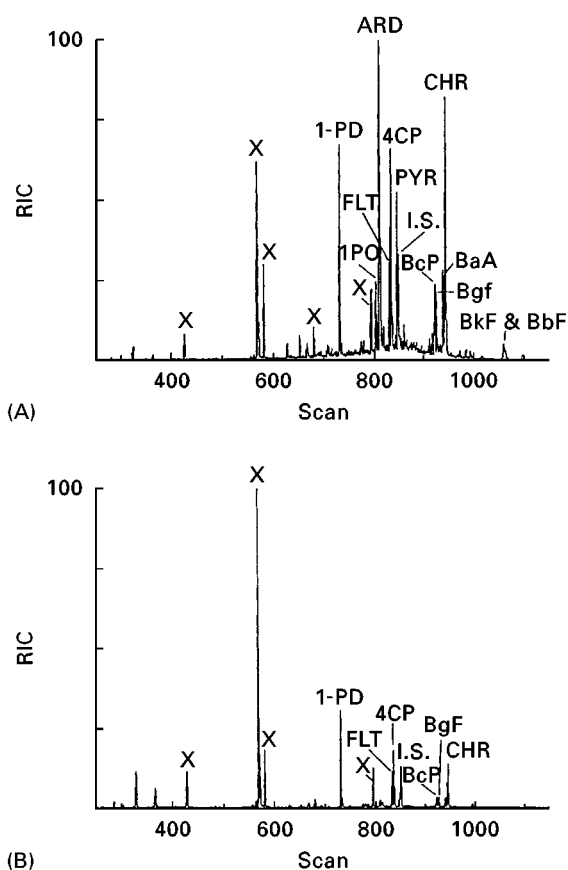 100
ARD
CHR
1-PD
4CP
X
PYR
FLT
I.S.
RIC
X
1PO
BcP
BaA
X
Bgf
X
X
BkF & BbF
400
600
800
1000
(A)
Scan
X
100
RIC
1-PD
4CP
BgF
X
FLT
I.S.
CHR
X
X
BcP
400
600
800
1000
(B)
Scan